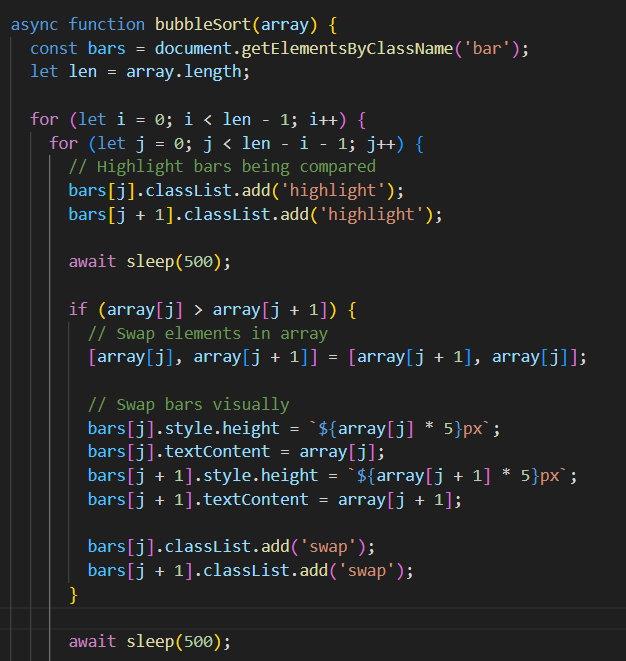 async function bubbleSort(array) {
  const bars = document.getElementsByClassName('bar');
  let len = array.length;

  for (let i = 0; i < len - 1; i++) {
    for (let j = 0; j < len - i - 1; j++) {
      // Highlight bars being compared
      bars[j].classList.add('highlight');
      bars[j + 1].classList.add('highlight');

      await sleep(500);

      if (array[j] > array[j + 1]) {
        // Swap elements in array
        [array[j], array[j + 1]] = [array[j + 1], array[j]];

        // Swap bars visually
        bars[j].style.height = `${array[j] * 5}px`;
        bars[j].textContent = array[j];
        bars[j + 1].style.height = `${array[j + 1] * 5}px`;
        bars[j + 1].textContent = array[j + 1];

        bars[j].classList.add('swap');
        bars[j + 1].classList.add('swap');
      }

      await sleep(500);